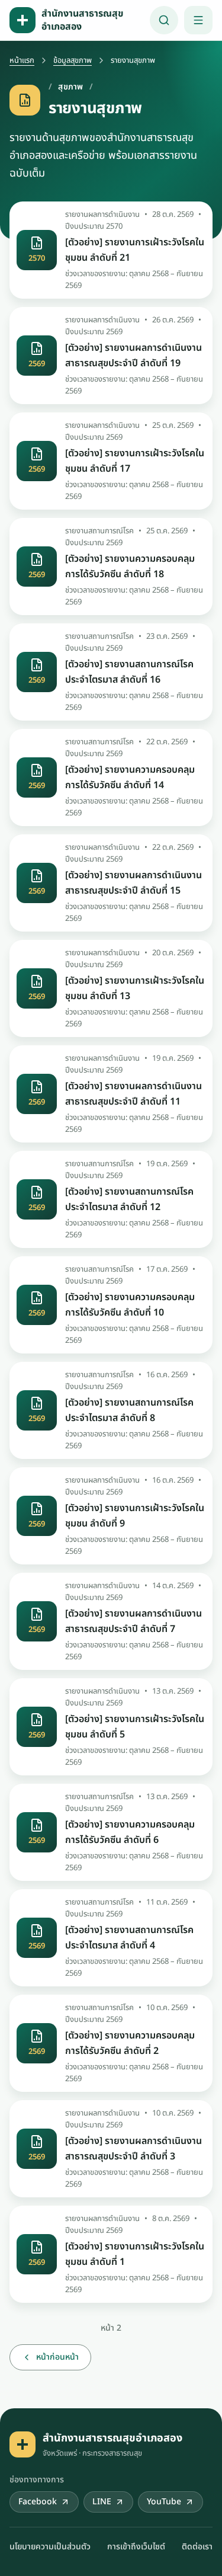 สำนักงานสาธารณสุข
อำเภอสอง
หน้าแรก > ข้อมูลสุขภาพ > รายงานสุขภาพ
/ สุขภาพ /
รายงานสุขภาพ
รายงานด้านสุขภาพของสำนักงานสาธารณสุข
อำเภอสองและเครือข่าย พร้อมเอกสารรายงาน
ฉบับเต็ม
รายงานผลการดำเนินงาน • 28 ต.ค. 2569 •
ปีงบประมาณ 2570
2570
[ตัวอย่าง] รายงานการเฝ้าระวังโรคใน
ชุมชน ลำดับที่ 21
ช่วงเวลาของรายงาน: ตุลาคม 2568 – กันยายน
2569
รายงานผลการดำเนินงาน • 26 ต.ค. 2569 •
ปีงบประมาณ 2569
2569
[ตัวอย่าง] รายงานผลการดำเนินงาน
สาธารณสุขประจำปี ลำดับที่ 19
ช่วงเวลาของรายงาน: ตุลาคม 2568 – กันยายน
2569
รายงานผลการดำเนินงาน • 25 ต.ค. 2569 •
ปีงบประมาณ 2569
2569
[ตัวอย่าง] รายงานการเฝ้าระวังโรคใน
ชุมชน ลำดับที่ 17
ช่วงเวลาของรายงาน: ตุลาคม 2568 – กันยายน
2569
รายงานสถานการณ์โรค • 25 ต.ค. 2569 •
ปีงบประมาณ 2569
2569
[ตัวอย่าง] รายงานความครอบคลุม
การได้รับวัคซีน ลำดับที่ 18
ช่วงเวลาของรายงาน: ตุลาคม 2568 – กันยายน
2569
รายงานสถานการณ์โรค • 23 ต.ค. 2569 •
ปีงบประมาณ 2569
2569
[ตัวอย่าง] รายงานสถานการณ์โรค
ประจำไตรมาส ลำดับที่ 16
ช่วงเวลาของรายงาน: ตุลาคม 2568 – กันยายน
2569
รายงานสถานการณ์โรค • 22 ต.ค. 2569 •
ปีงบประมาณ 2569
2569
[ตัวอย่าง] รายงานความครอบคลุม
การได้รับวัคซีน ลำดับที่ 14
ช่วงเวลาของรายงาน: ตุลาคม 2568 – กันยายน
2569
รายงานผลการดำเนินงาน • 22 ต.ค. 2569 •
ปีงบประมาณ 2569
2569
[ตัวอย่าง] รายงานผลการดำเนินงาน
สาธารณสุขประจำปี ลำดับที่ 15
ช่วงเวลาของรายงาน: ตุลาคม 2568 – กันยายน
2569
รายงานผลการดำเนินงาน • 20 ต.ค. 2569 •
ปีงบประมาณ 2569
2569
[ตัวอย่าง] รายงานการเฝ้าระวังโรคใน
ชุมชน ลำดับที่ 13
ช่วงเวลาของรายงาน: ตุลาคม 2568 – กันยายน
2569
รายงานผลการดำเนินงาน • 19 ต.ค. 2569 •
ปีงบประมาณ 2569
2569
[ตัวอย่าง] รายงานผลการดำเนินงาน
สาธารณสุขประจำปี ลำดับที่ 11
ช่วงเวลาของรายงาน: ตุลาคม 2568 – กันยายน
2569
รายงานสถานการณ์โรค • 19 ต.ค. 2569 •
ปีงบประมาณ 2569
2569
[ตัวอย่าง] รายงานสถานการณ์โรค
ประจำไตรมาส ลำดับที่ 12
ช่วงเวลาของรายงาน: ตุลาคม 2568 – กันยายน
2569
รายงานสถานการณ์โรค • 17 ต.ค. 2569 •
ปีงบประมาณ 2569
2569
[ตัวอย่าง] รายงานความครอบคลุม
การได้รับวัคซีน ลำดับที่ 10
ช่วงเวลาของรายงาน: ตุลาคม 2568 – กันยายน
2569
รายงานสถานการณ์โรค • 16 ต.ค. 2569 •
ปีงบประมาณ 2569
2569
[ตัวอย่าง] รายงานสถานการณ์โรค
ประจำไตรมาส ลำดับที่ 8
ช่วงเวลาของรายงาน: ตุลาคม 2568 – กันยายน
2569
รายงานผลการดำเนินงาน • 16 ต.ค. 2569 •
ปีงบประมาณ 2569
2569
[ตัวอย่าง] รายงานการเฝ้าระวังโรคใน
ชุมชน ลำดับที่ 9
ช่วงเวลาของรายงาน: ตุลาคม 2568 – กันยายน
2569
รายงานผลการดำเนินงาน • 14 ต.ค. 2569 •
ปีงบประมาณ 2569
2569
[ตัวอย่าง] รายงานผลการดำเนินงาน
สาธารณสุขประจำปี ลำดับที่ 7
ช่วงเวลาของรายงาน: ตุลาคม 2568 – กันยายน
2569
รายงานผลการดำเนินงาน • 13 ต.ค. 2569 •
ปีงบประมาณ 2569
2569
[ตัวอย่าง] รายงานการเฝ้าระวังโรคใน
ชุมชน ลำดับที่ 5
ช่วงเวลาของรายงาน: ตุลาคม 2568 – กันยายน
2569
รายงานสถานการณ์โรค • 13 ต.ค. 2569 •
ปีงบประมาณ 2569
2569
[ตัวอย่าง] รายงานความครอบคลุม
การได้รับวัคซีน ลำดับที่ 6
ช่วงเวลาของรายงาน: ตุลาคม 2568 – กันยายน
2569
รายงานสถานการณ์โรค • 11 ต.ค. 2569 •
ปีงบประมาณ 2569
2569
[ตัวอย่าง] รายงานสถานการณ์โรค
ประจำไตรมาส ลำดับที่ 4
ช่วงเวลาของรายงาน: ตุลาคม 2568 – กันยายน
2569
รายงานสถานการณ์โรค • 10 ต.ค. 2569 •
ปีงบประมาณ 2569
2569
[ตัวอย่าง] รายงานความครอบคลุม
การได้รับวัคซีน ลำดับที่ 2
ช่วงเวลาของรายงาน: ตุลาคม 2568 – กันยายน
2569
รายงานผลการดำเนินงาน • 10 ต.ค. 2569 •
ปีงบประมาณ 2569
2569
[ตัวอย่าง] รายงานผลการดำเนินงาน
สาธารณสุขประจำปี ลำดับที่ 3
ช่วงเวลาของรายงาน: ตุลาคม 2568 – กันยายน
2569
รายงานผลการดำเนินงาน • 8 ต.ค. 2569 •
ปีงบประมาณ 2569
2569
[ตัวอย่าง] รายงานการเฝ้าระวังโรคใน
ชุมชน ลำดับที่ 1
ช่วงเวลาของรายงาน: ตุลาคม 2568 – กันยายน
2569
หน้า 2
หน้าก่อนหน้า
สำนักงานสาธารณสุขอำเภอสอง
จังหวัดแพร่ · กระทรวงสาธารณสุข
ช่องทางทางการ
Facebook LINE YouTube
นโยบายความเป็นส่วนตัว การเข้าถึงเว็บไซต์ ติดต่อเรา